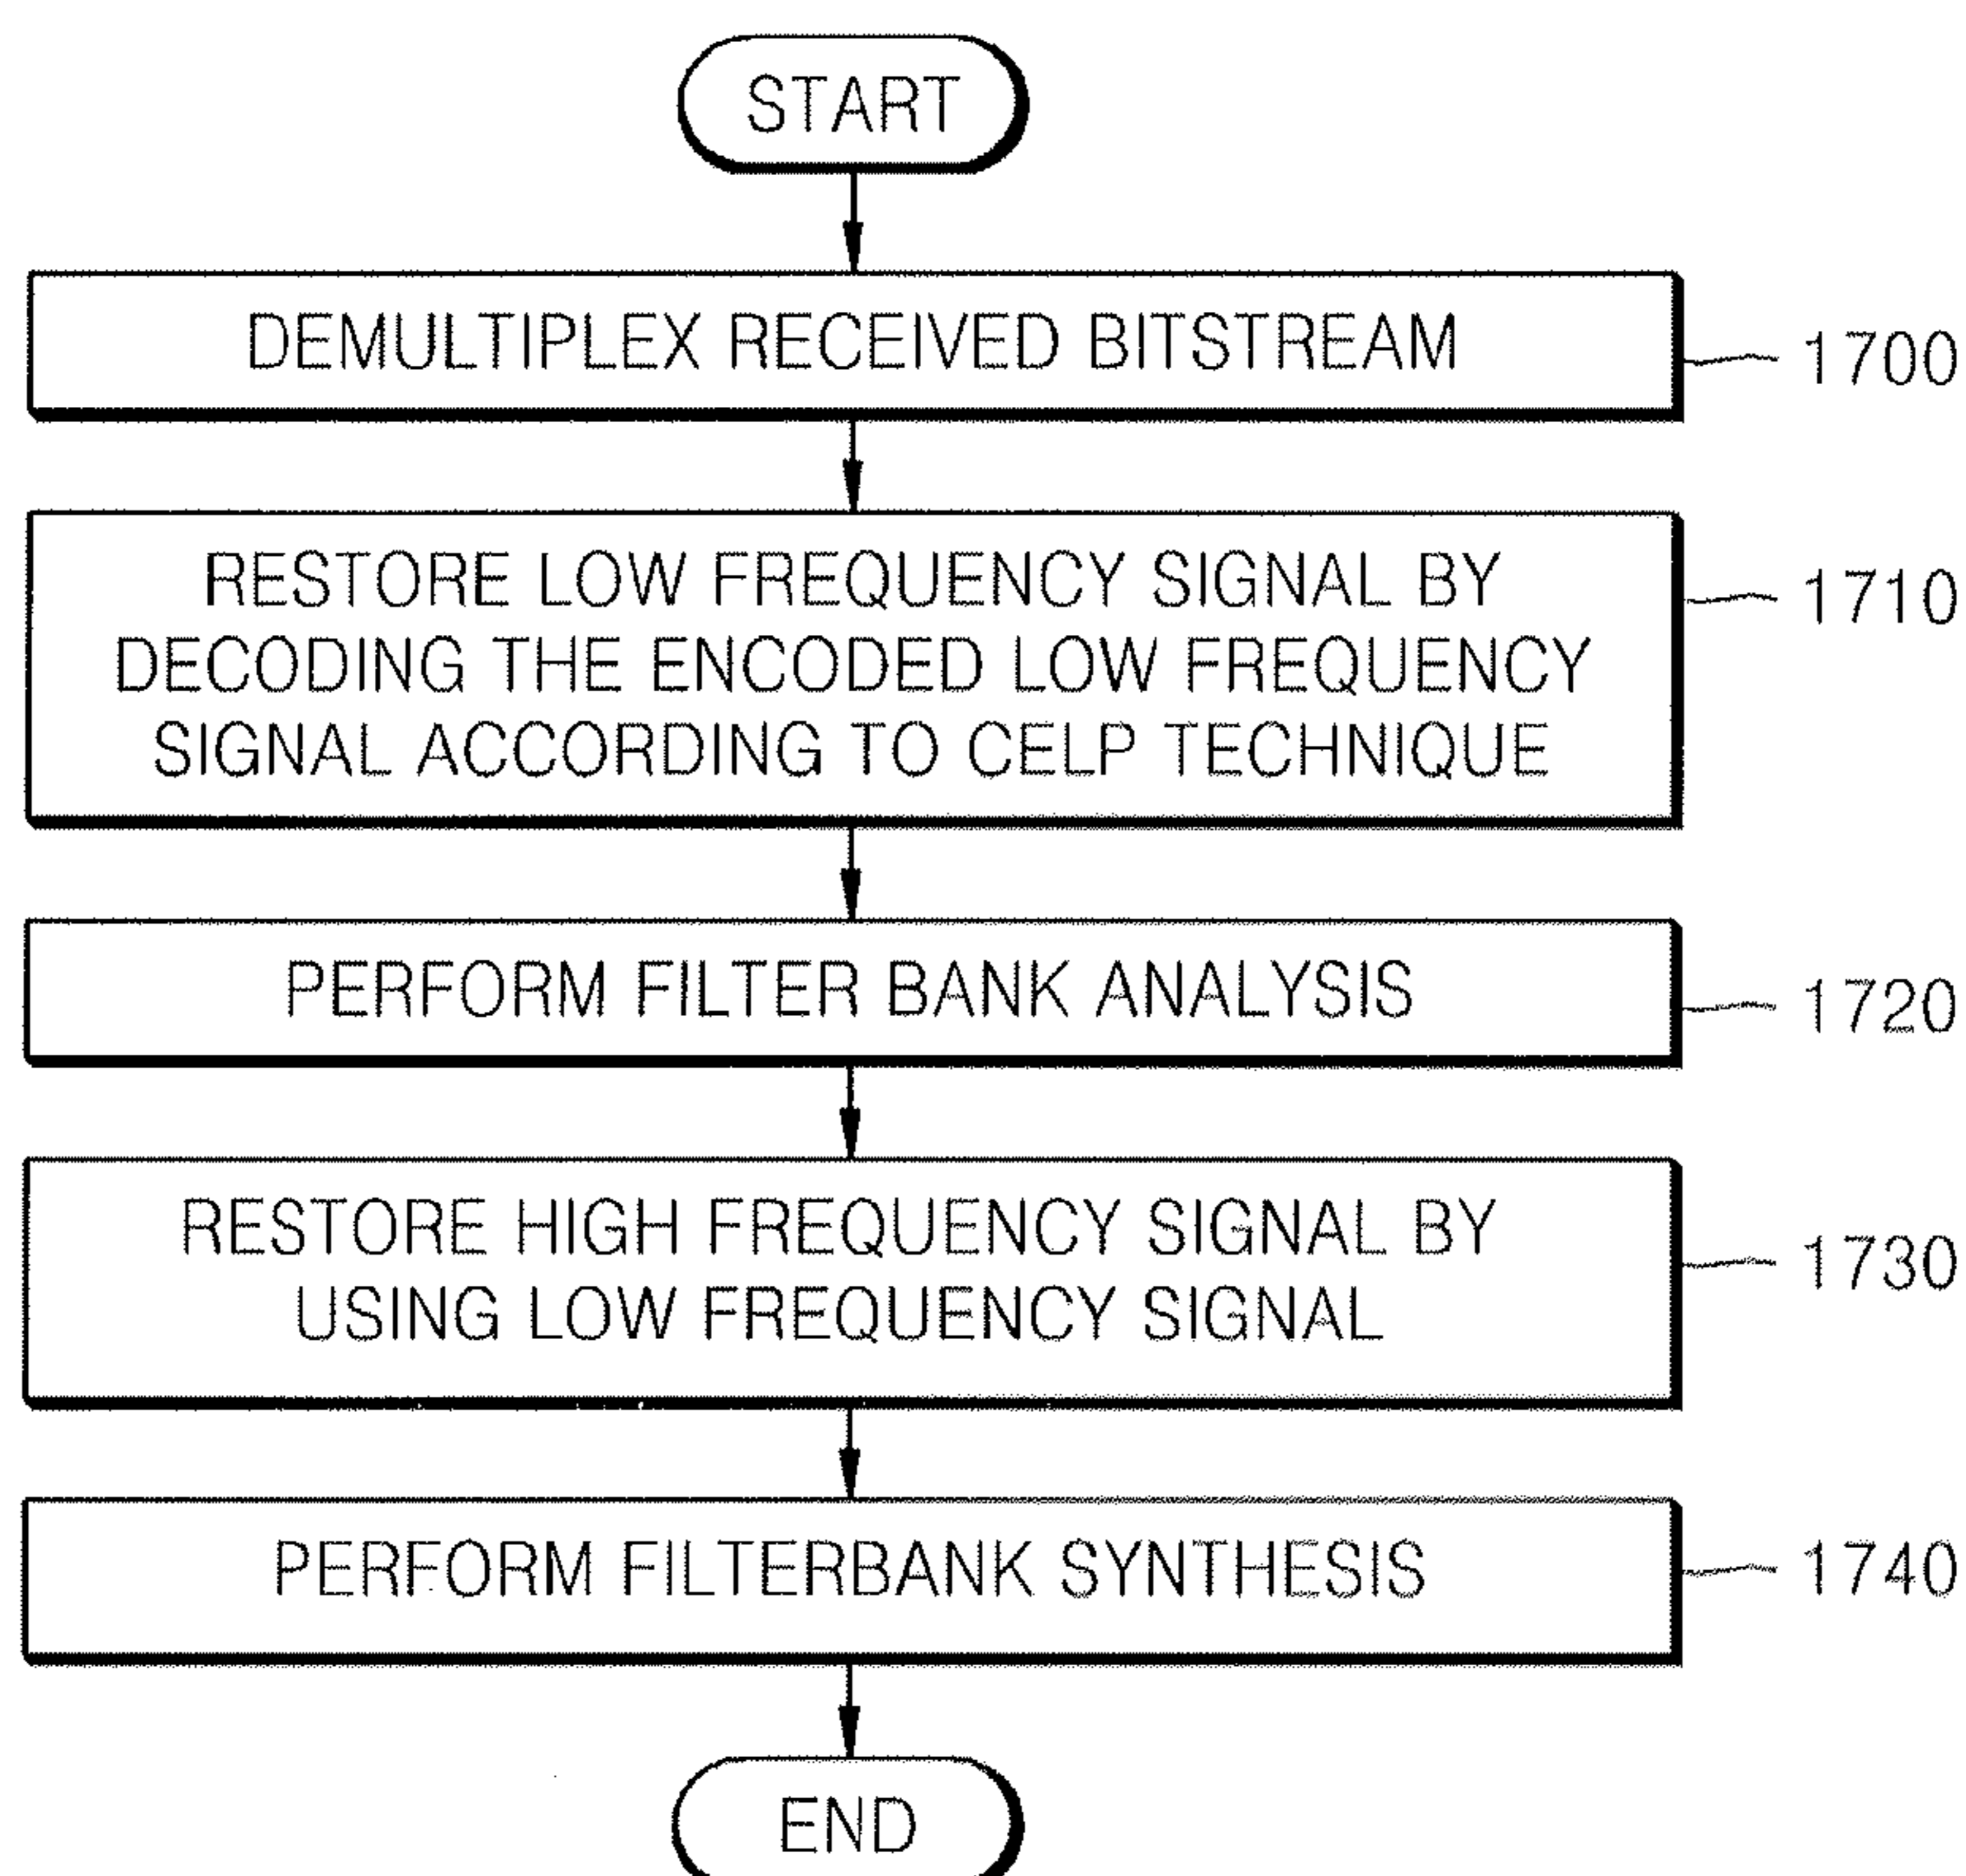 START
DEMULTIPLEX RECEIVED BITSTREAM
1700
RESTORE LOW FREQUENCY SIGNAL BY
DECODING THE ENCODED LOW FREQUENCY
SIGNAL ACCORDING TO CELP TECHNIQUE
1710
PERFORM FILTER BANK ANALYSIS
1720
RESTORE HIGH FREQUENCY SIGNAL BY
USING LOW FREQUENCY SIGNAL
1730
PERFORM FILTERBANK SYNTHESIS
1740
END